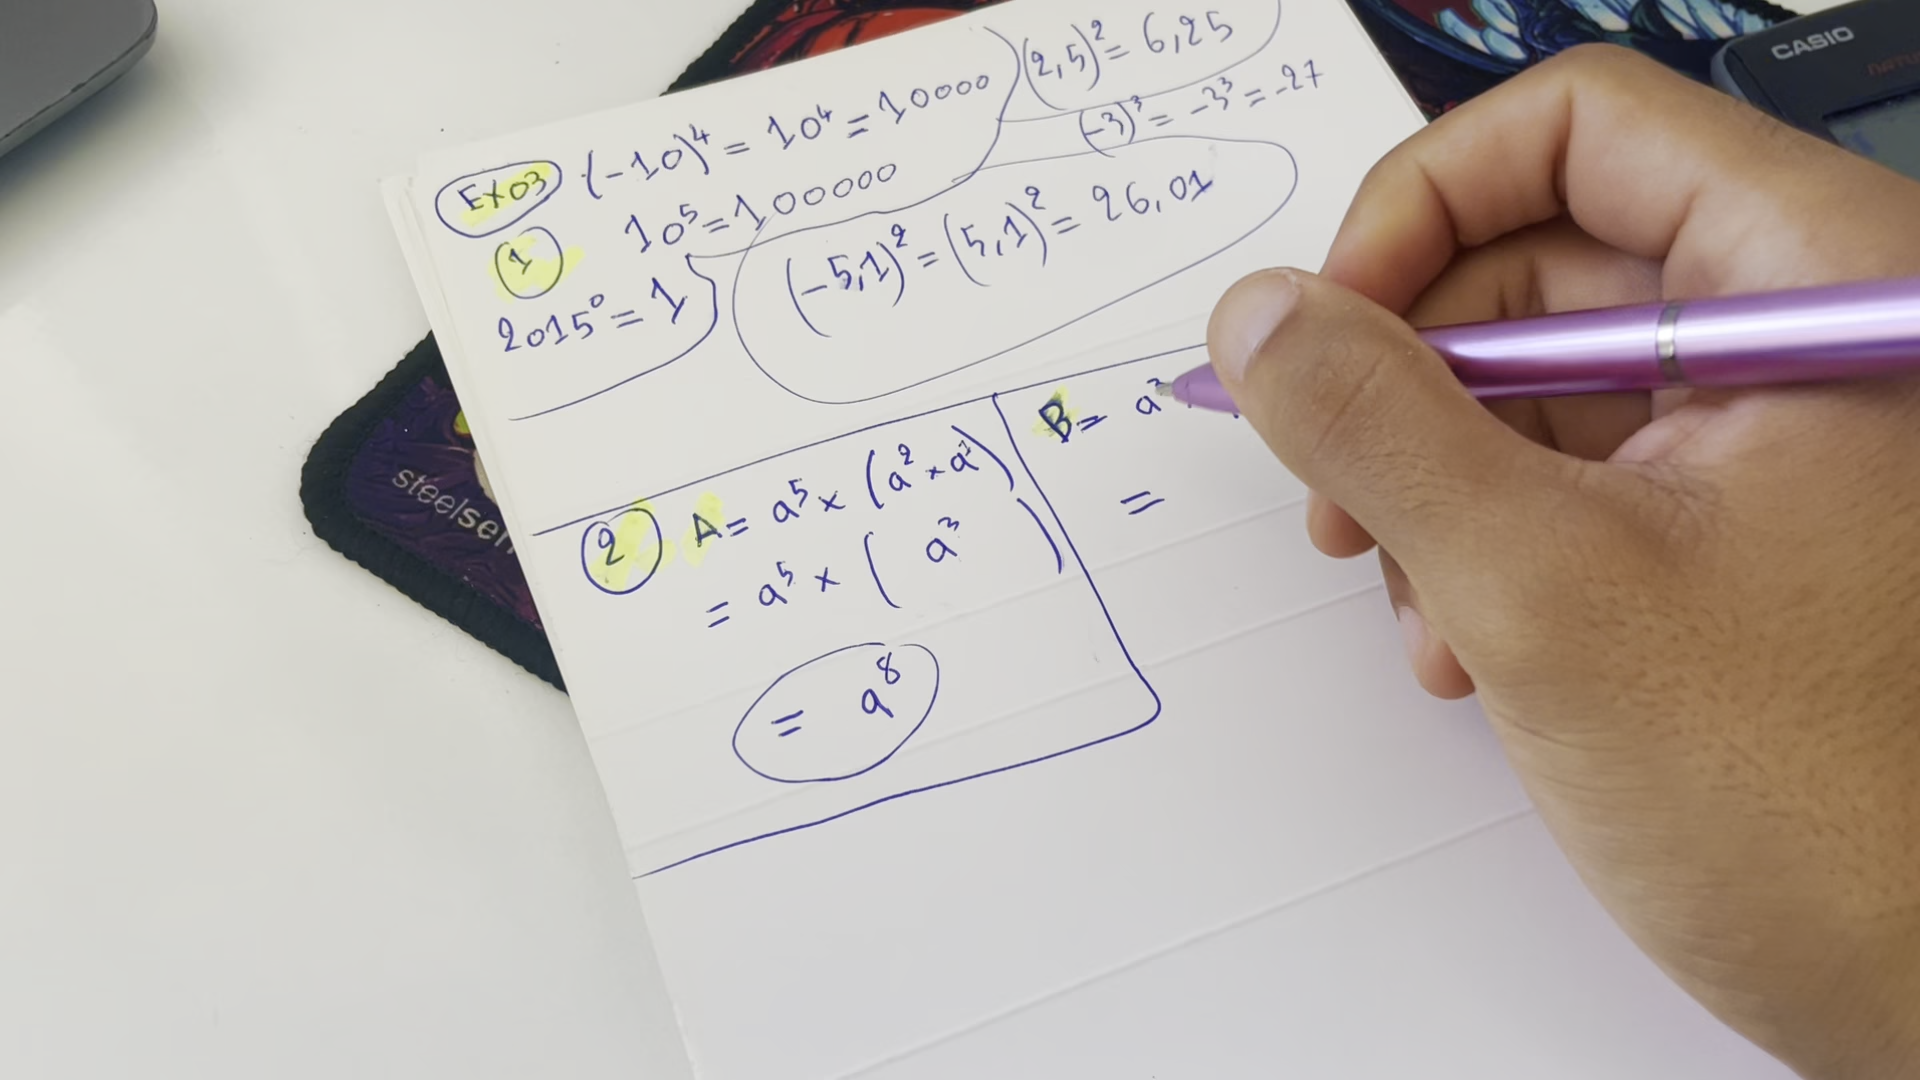 CASIO
EX03 (-10)⁴ = 10⁴ = 10000
(2,5)² = 6,25
(-3)³ = -3³ = -27
1 10⁵ = 100000
2015⁰ = 1
(-5,1)² = (5,1)² = 26,01
2 A = a⁵ × (a² × a¹)
= a⁵ × ( a³ )
= a⁸
B = a³
=